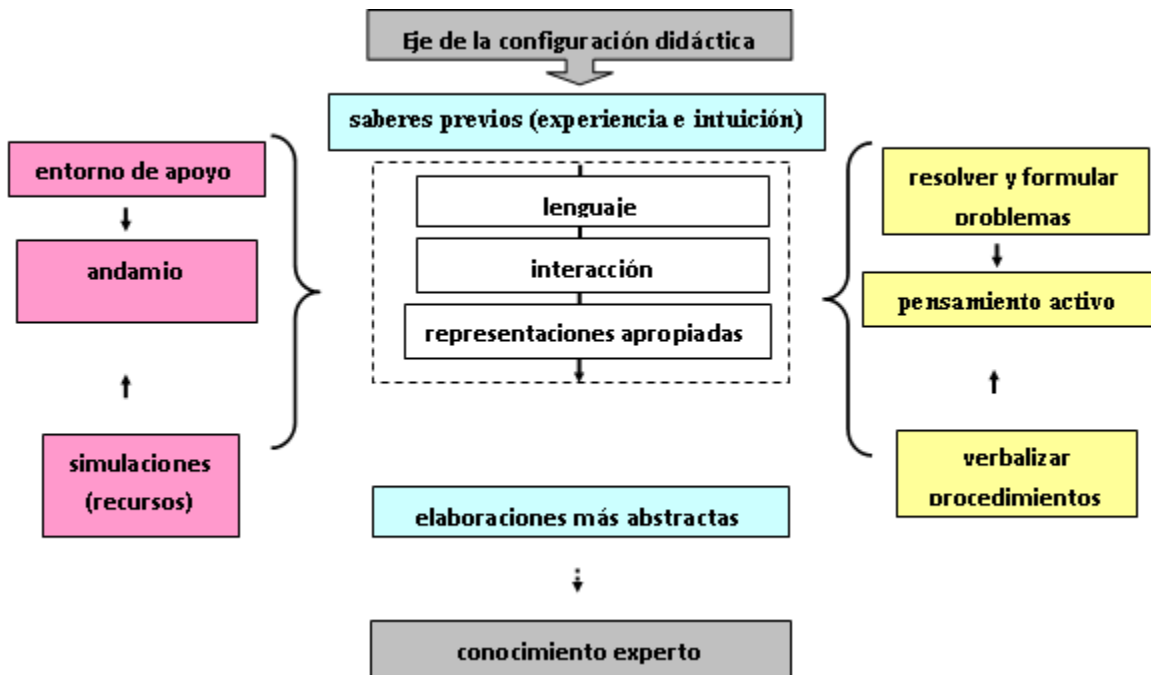 Eje de la configuración didáctica
saberes previos (experiencia e intuición)
entorno de apoyo
andamio
simulaciones
(recursos)
lenguaje
interacción
representaciones apropiadas
resolver y formular
problemas
pensamiento activo
verbalizar
procedimientos
elaboraciones más abstractas
conocimiento experto